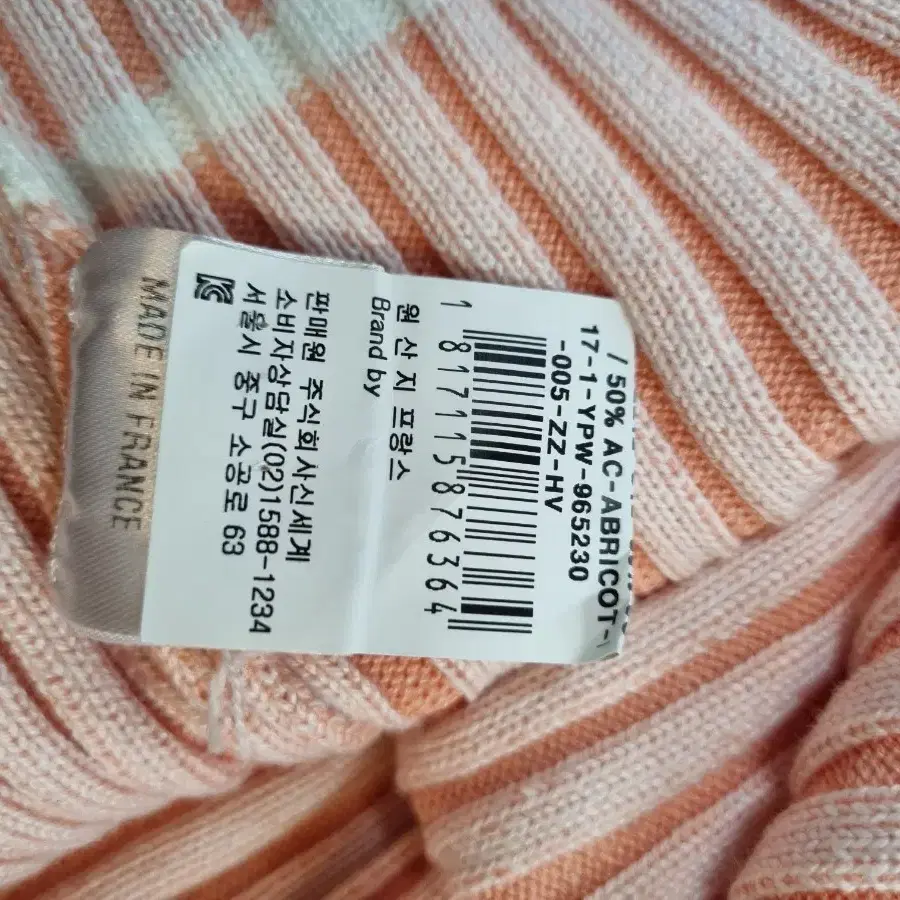 / 50% AC-ABRICOT-
17-1-YPW-965230
-005-ZZ-HV
1 817115 876364
원 산 지 프랑스
Brand by
판매원 주식회사신세계
소비자상담실(02)1588-1234
서울시 중구 소공로 63
MADE IN FRANCE